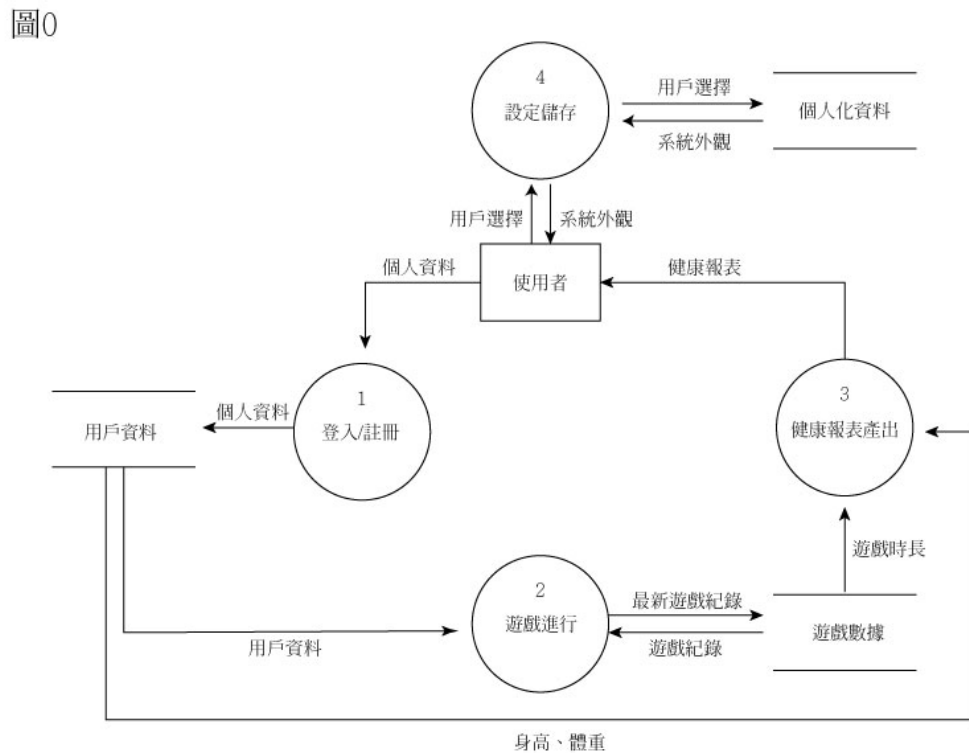 圖0
4
設定儲存
用戶選擇
系統外觀
個人化資料
用戶選擇
系統外觀
個人資料
使用者
健康報表
1
登入/註冊
個人資料
用戶資料
3
健康報表產出
遊戲時長
2
遊戲進行
最新遊戲紀錄
遊戲紀錄
遊戲數據
用戶資料
身高、體重